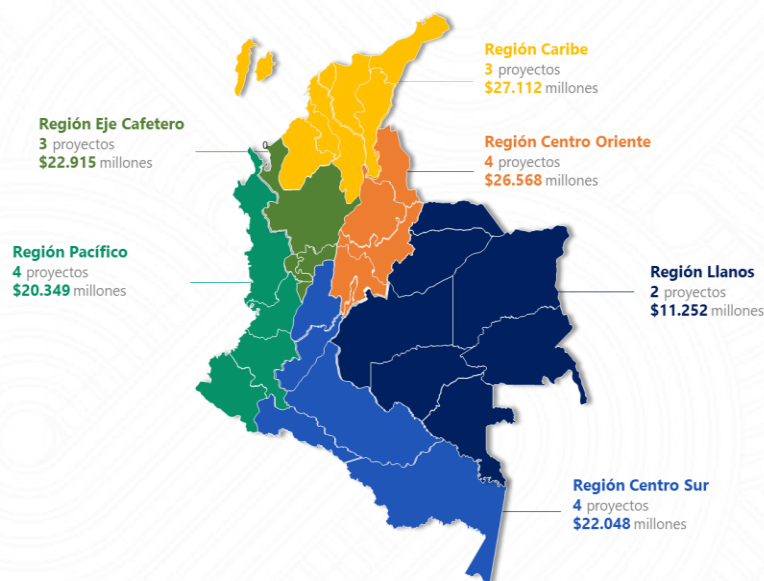 Región Caribe
3 proyectos
$27.112 millones
Región Eje Cafetero
3 proyectos
$22.915 millones
0
Región Centro Oriente
4 proyectos
$26.568 millones
Región Pacífico
4 proyectos
$20.349 millones
Región Llanos
2 proyectos
$11.252 millones
Región Centro Sur
4 proyectos
$22.048 millones